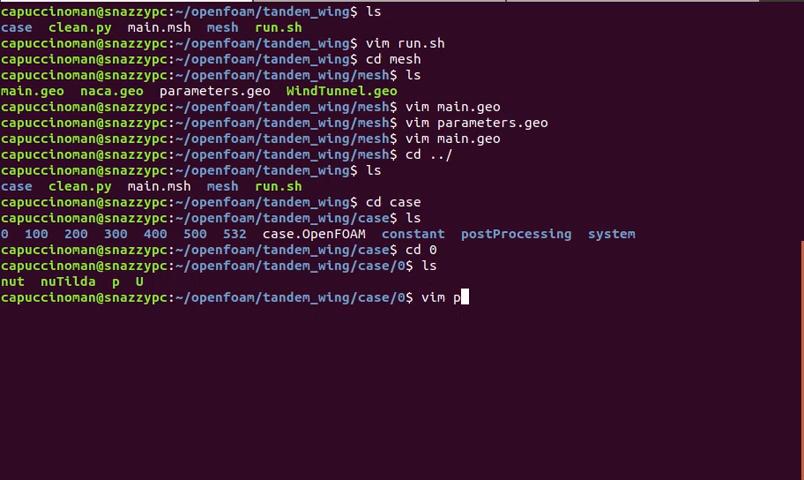 capuccinoman@snazzypc:~/openfoam/tandem_wing$ ls
case  clean.py  main.msh  mesh  run.sh
capuccinoman@snazzypc:~/openfoam/tandem_wing$ vim run.sh
capuccinoman@snazzypc:~/openfoam/tandem_wing$ cd mesh
capuccinoman@snazzypc:~/openfoam/tandem_wing/mesh$ ls
main.geo  naca.geo  parameters.geo  WindTunnel.geo
capuccinoman@snazzypc:~/openfoam/tandem_wing/mesh$ vim main.geo
capuccinoman@snazzypc:~/openfoam/tandem_wing/mesh$ vim parameters.geo
capuccinoman@snazzypc:~/openfoam/tandem_wing/mesh$ vim main.geo
capuccinoman@snazzypc:~/openfoam/tandem_wing/mesh$ cd ../
capuccinoman@snazzypc:~/openfoam/tandem_wing$ ls
case  clean.py  main.msh  mesh  run.sh
capuccinoman@snazzypc:~/openfoam/tandem_wing$ cd case
capuccinoman@snazzypc:~/openfoam/tandem_wing/case$ ls
0  100  200  300  400  500  532  case.OpenFOAM  constant  postProcessing  system
capuccinoman@snazzypc:~/openfoam/tandem_wing/case$ cd 0
capuccinoman@snazzypc:~/openfoam/tandem_wing/case/0$ ls
nut  nuTilda  p  U
capuccinoman@snazzypc:~/openfoam/tandem_wing/case/0$ vim p